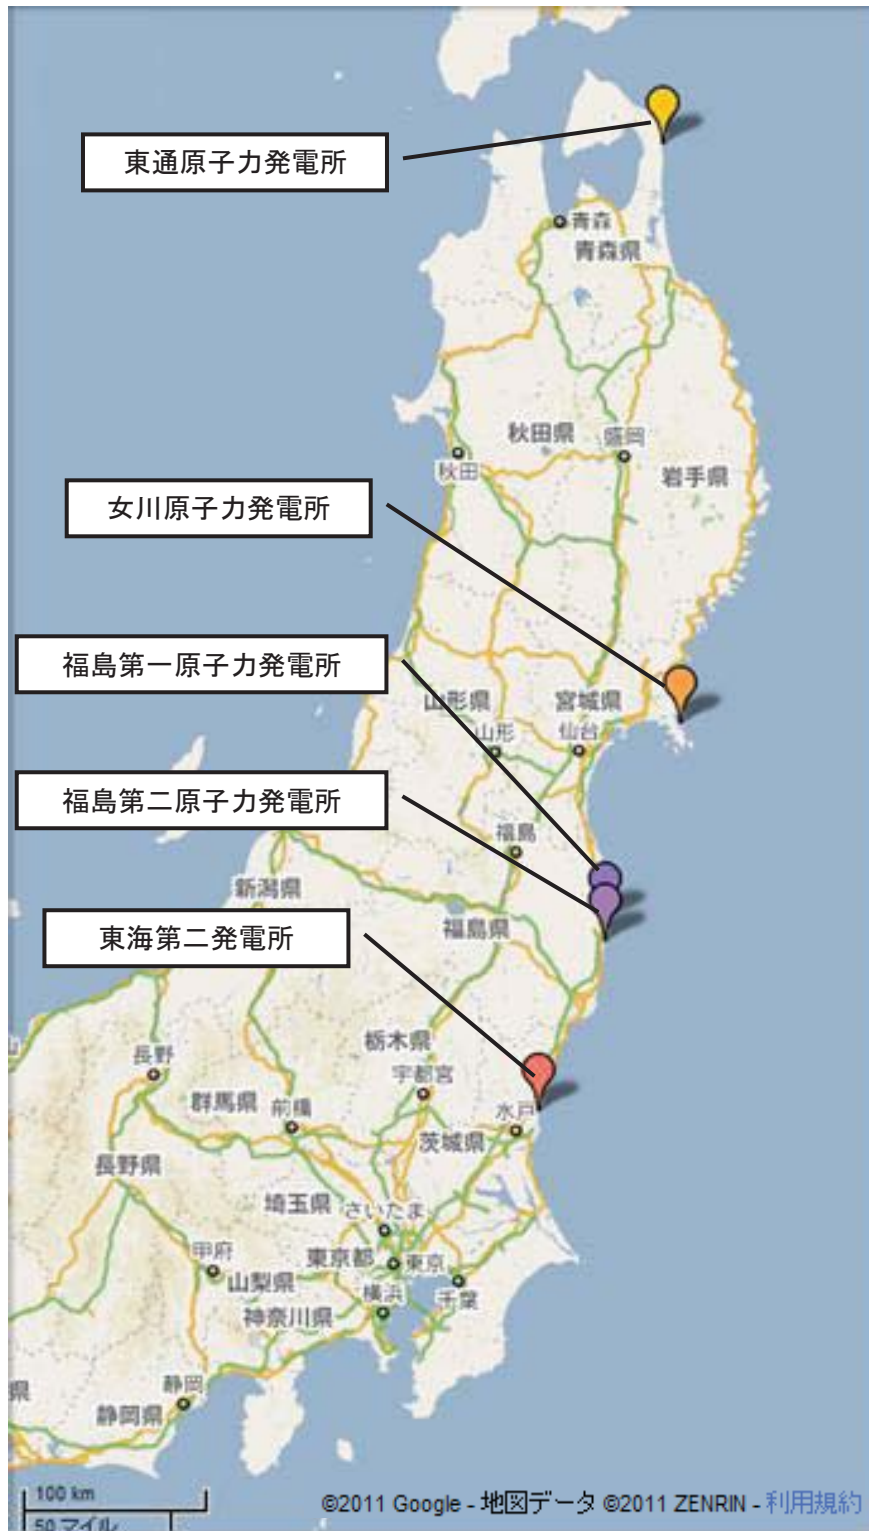 東通原子力発電所
青森
青森県
秋田県
盛岡
秋田
岩手県
女川原子力発電所
福島第一原子力発電所
山形県
宮城県
山形
仙台
福島第二原子力発電所
福島
新潟県
福島県
東海第二発電所
栃木県
長野
宇都宮
群馬県
前橋
水戸
茨城県
長野県
埼玉県
さいたま
甲府
東京都
東京
山梨県
横浜
千葉
神奈川県
静岡
県
静岡県
100 km
©2011 Google - 地図データ ©2011 ZENRIN - 利用規約
50 マイル